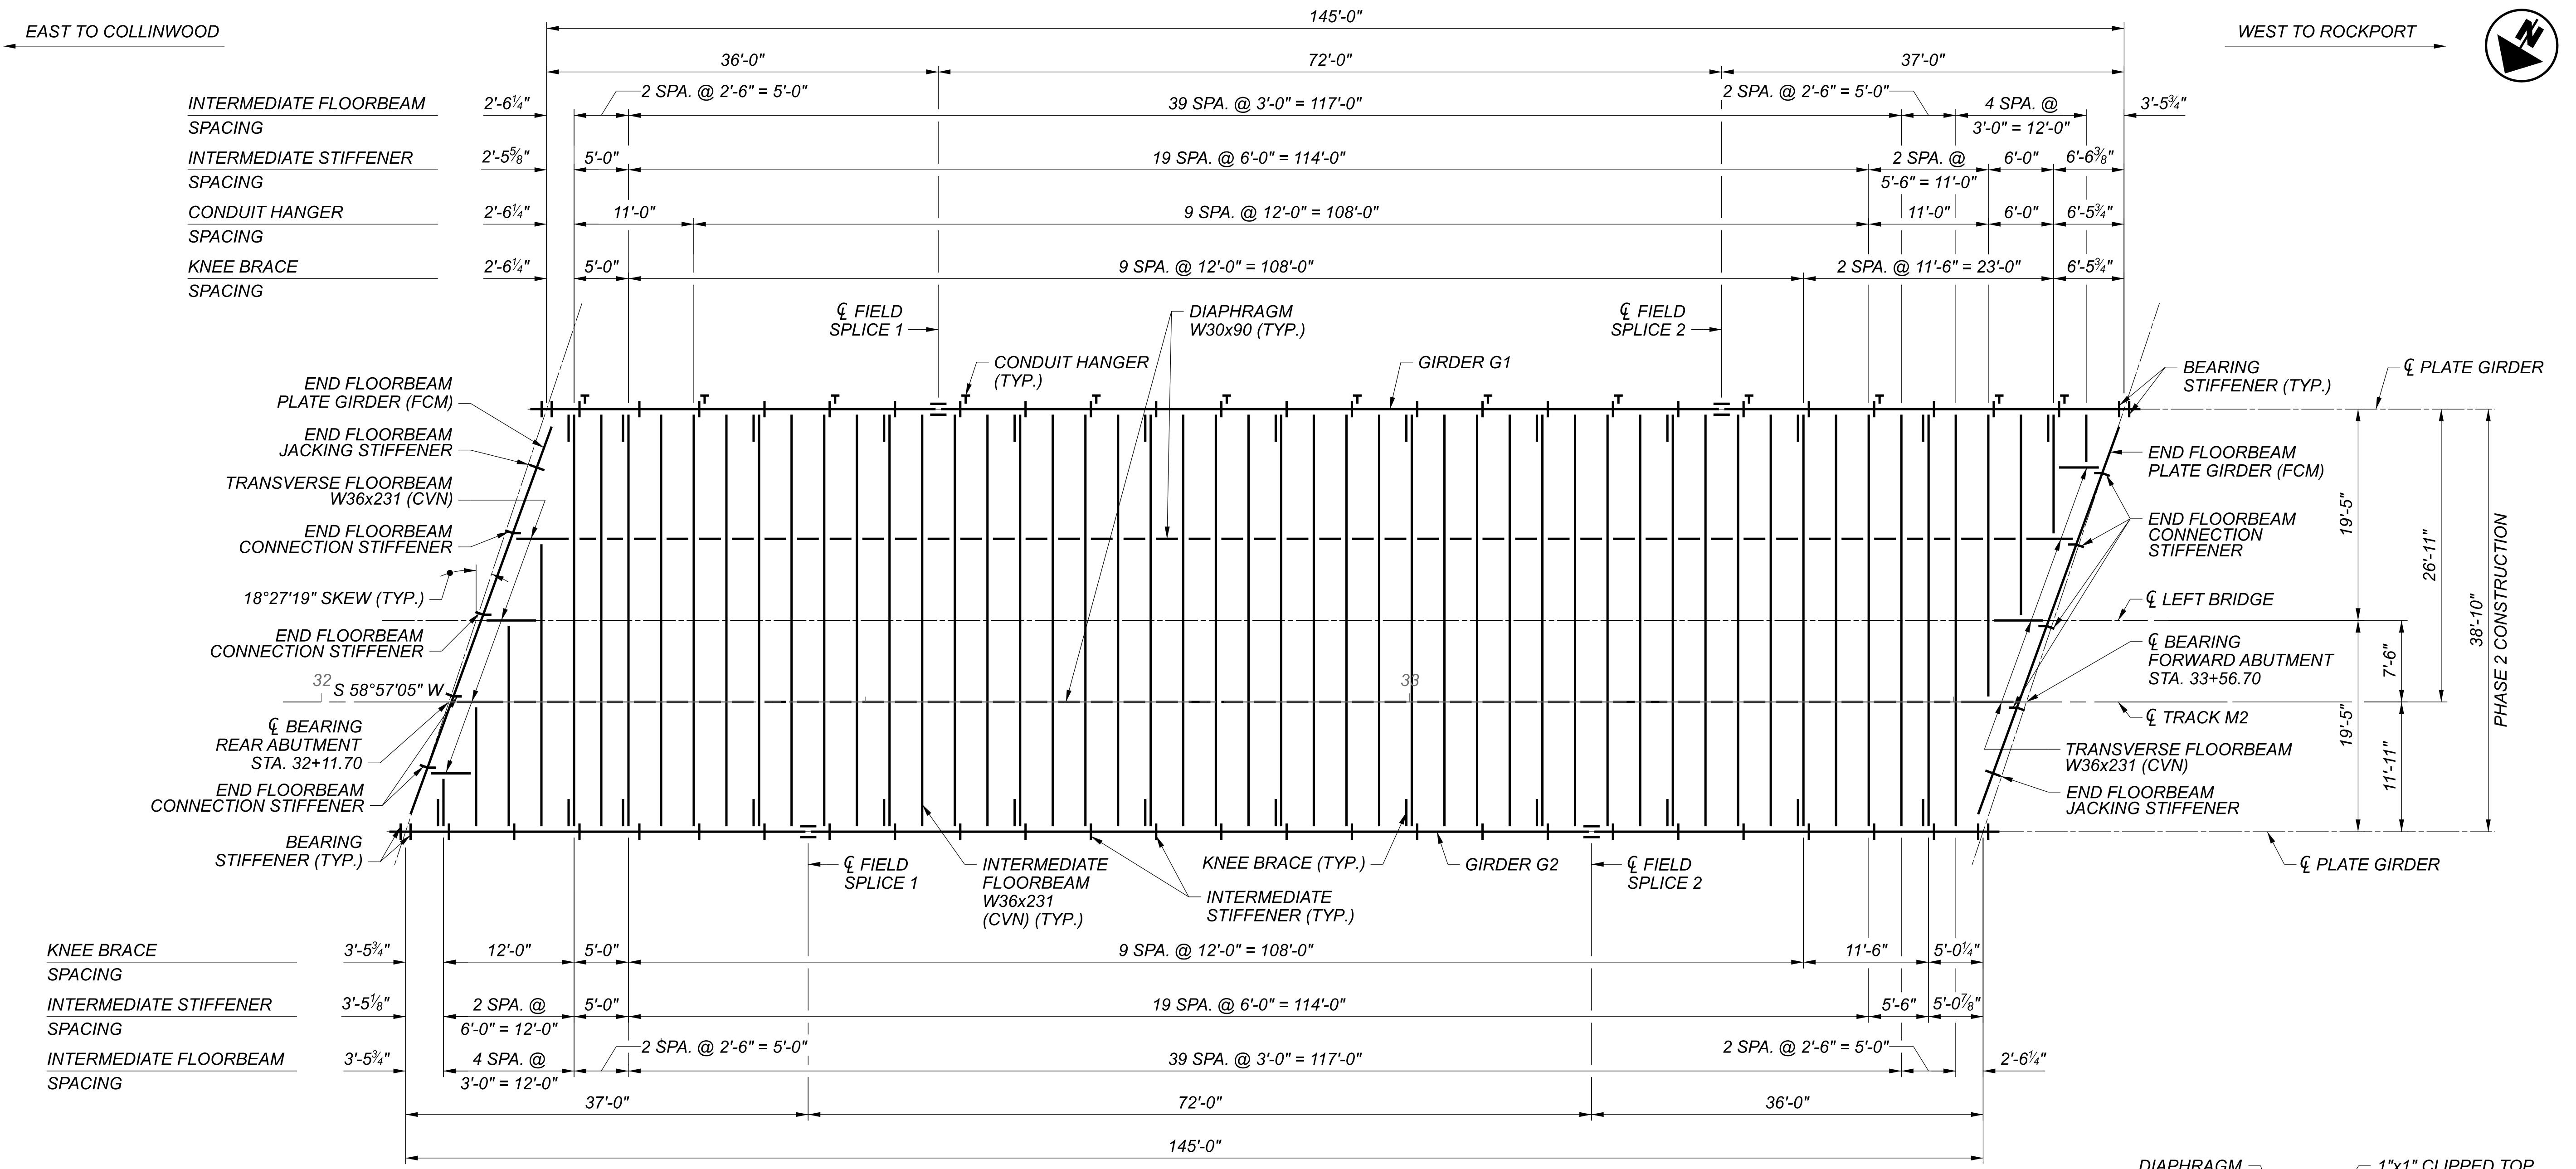 145'-0"
EAST TO COLLINWOOD
WEST TO ROCKPORT
N
36'-0"
72'-0"
37'-0"
2 SPA. @ 2'-6" = 5'-0"
2 SPA. @ 2'-6" = 5'-0"
INTERMEDIATE FLOORBEAM
SPACING
2'-6¼"
39 SPA. @ 3'-0" = 117'-0"
4 SPA. @
3'-0" = 12'-0"
3'-5¾"
INTERMEDIATE STIFFENER
SPACING
2'-5⅝"
5'-0"
19 SPA. @ 6'-0" = 114'-0"
2 SPA. @
5'-6" = 11'-0"
6'-0"
6'-6⅜"
CONDUIT HANGER
SPACING
2'-6¼"
11'-0"
9 SPA. @ 12'-0" = 108'-0"
11'-0"
6'-0"
6'-5¾"
KNEE BRACE
SPACING
2'-6¼"
5'-0"
9 SPA. @ 12'-0" = 108'-0"
2 SPA. @ 11'-6" = 23'-0"
6'-5¾"
℄ FIELD
SPLICE 1
DIAPHRAGM
W30x90 (TYP.)
℄ FIELD
SPLICE 2
CONDUIT HANGER
(TYP.)
GIRDER G1
BEARING
STIFFENER (TYP.)
℄ PLATE GIRDER
END FLOORBEAM
PLATE GIRDER (FCM)
END FLOORBEAM
JACKING STIFFENER
TRANSVERSE FLOORBEAM
W36x231 (CVN)
END FLOORBEAM
CONNECTION STIFFENER
18°27'19" SKEW (TYP.)
END FLOORBEAM
CONNECTION STIFFENER
32
S 58°57'05" W
33
℄ BEARING
REAR ABUTMENT
STA. 32+11.70
END FLOORBEAM
CONNECTION STIFFENER
BEARING
STIFFENER (TYP.)
END FLOORBEAM
PLATE GIRDER (FCM)
END FLOORBEAM
CONNECTION
STIFFENER
℄ LEFT BRIDGE
℄ BEARING
FORWARD ABUTMENT
STA. 33+56.70
℄ TRACK M2
TRANSVERSE FLOORBEAM
W36x231 (CVN)
END FLOORBEAM
JACKING STIFFENER
℄ PLATE GIRDER
19'-5"
26'-11"
7'-6"
19'-5"
11'-11"
38'-10"
PHASE 2 CONSTRUCTION
℄ FIELD
SPLICE 1
INTERMEDIATE
FLOORBEAM
W36x231
(CVN) (TYP.)
KNEE BRACE (TYP.)
INTERMEDIATE
STIFFENER (TYP.)
GIRDER G2
℄ FIELD
SPLICE 2
KNEE BRACE
SPACING
3'-5¾"
12'-0"
5'-0"
9 SPA. @ 12'-0" = 108'-0"
11'-6"
5'-0¼"
INTERMEDIATE STIFFENER
SPACING
3'-5⅛"
2 SPA. @
6'-0" = 12'-0"
5'-0"
19 SPA. @ 6'-0" = 114'-0"
5'-6"
5'-0⅞"
INTERMEDIATE FLOORBEAM
SPACING
3'-5¾"
4 SPA. @
3'-0" = 12'-0"
2 SPA. @ 2'-6" = 5'-0"
39 SPA. @ 3'-0" = 117'-0"
2 SPA. @ 2'-6" = 5'-0"
2'-6¼"
37'-0"
72'-0"
36'-0"
145'-0"
DIAPHRAGM
1"x1" CLIPPED TOP